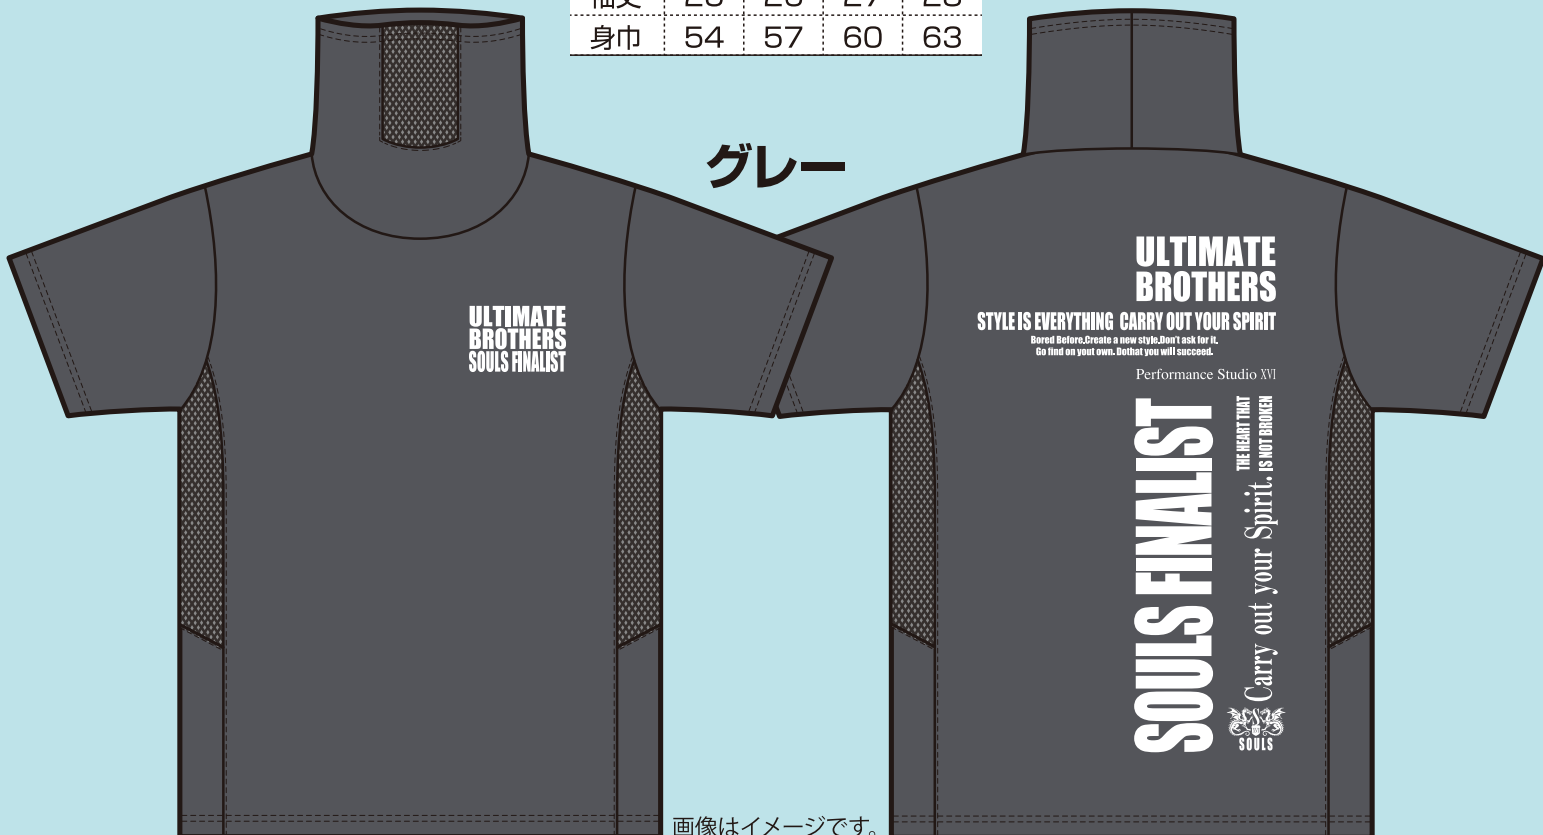 身巾 54 57 60 63
グレー
ULTIMATE
BROTHERS
SOULS FINALIST
ULTIMATE
BROTHERS
STYLE IS EVERYTHING CARRY OUT YOUR SPIRIT
Bored Before.Create a new style.Don't ask for it.
Go find on yout own. Dothat you will succeed.
Performance Studio XVI
SOULS FINALIST
THE HEART THAT
IS NOT BROKEN
Carry out your Spirit.
SOULS
画像はイメージです。